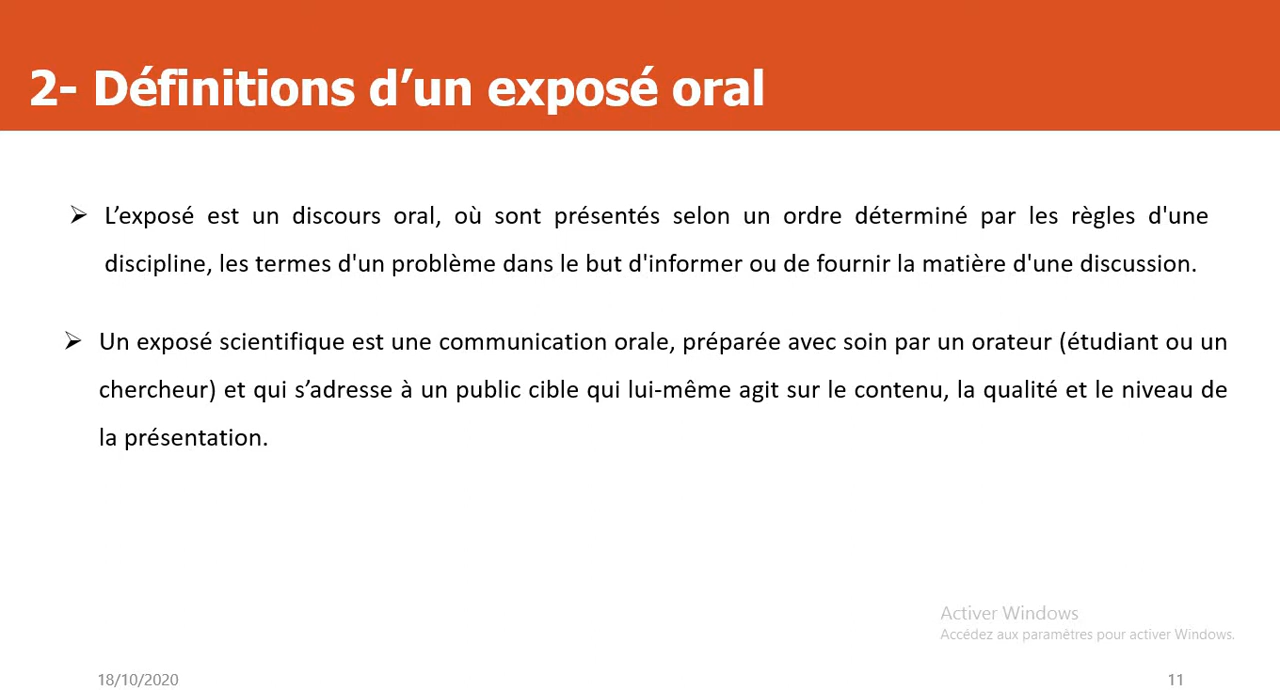 2- Définitions d’un exposé oral
➢ L’exposé est un discours oral, où sont présentés selon un ordre déterminé par les règles d'une
discipline, les termes d'un problème dans le but d'informer ou de fournir la matière d'une discussion.
➢ Un exposé scientifique est une communication orale, préparée avec soin par un orateur (étudiant ou un
chercheur) et qui s’adresse à un public cible qui lui-même agit sur le contenu, la qualité et le niveau de
la présentation.
Activer Windows
Accédez aux paramètres pour activer Windows.
18/10/2020
11